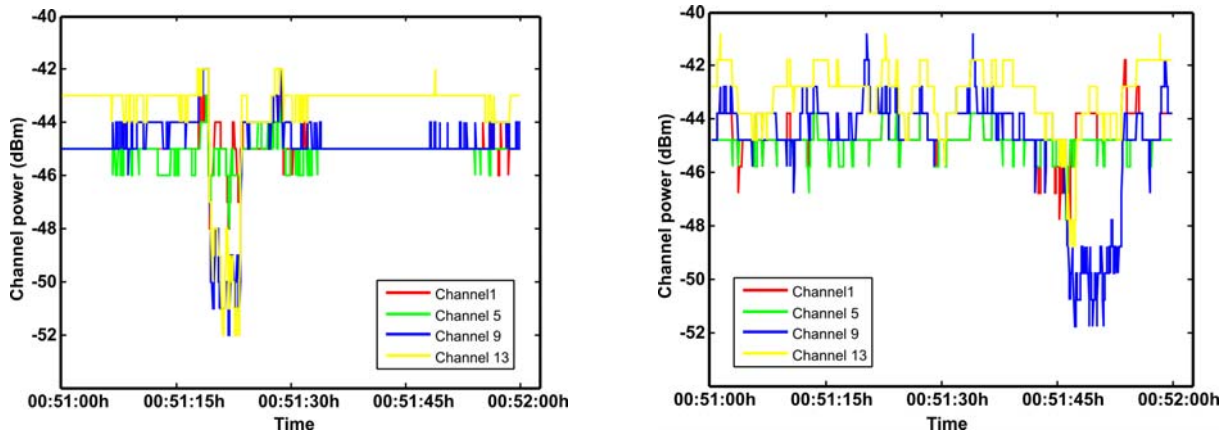 -40
-42
-44
-46
-48
-50
-52
Channel power (dBm)
Channel1
Channel 5
Channel 9
Channel 13
00:51:00h 00:51:15h 00:51:30h 00:51:45h 00:52:00h
Time
-40
-42
-44
-46
-48
-50
-52
Channel power (dBm)
Channel1
Channel 5
Channel 9
Channel 13
00:51:00h 00:51:15h 00:51:30h 00:51:45h 00:52:00h
Time